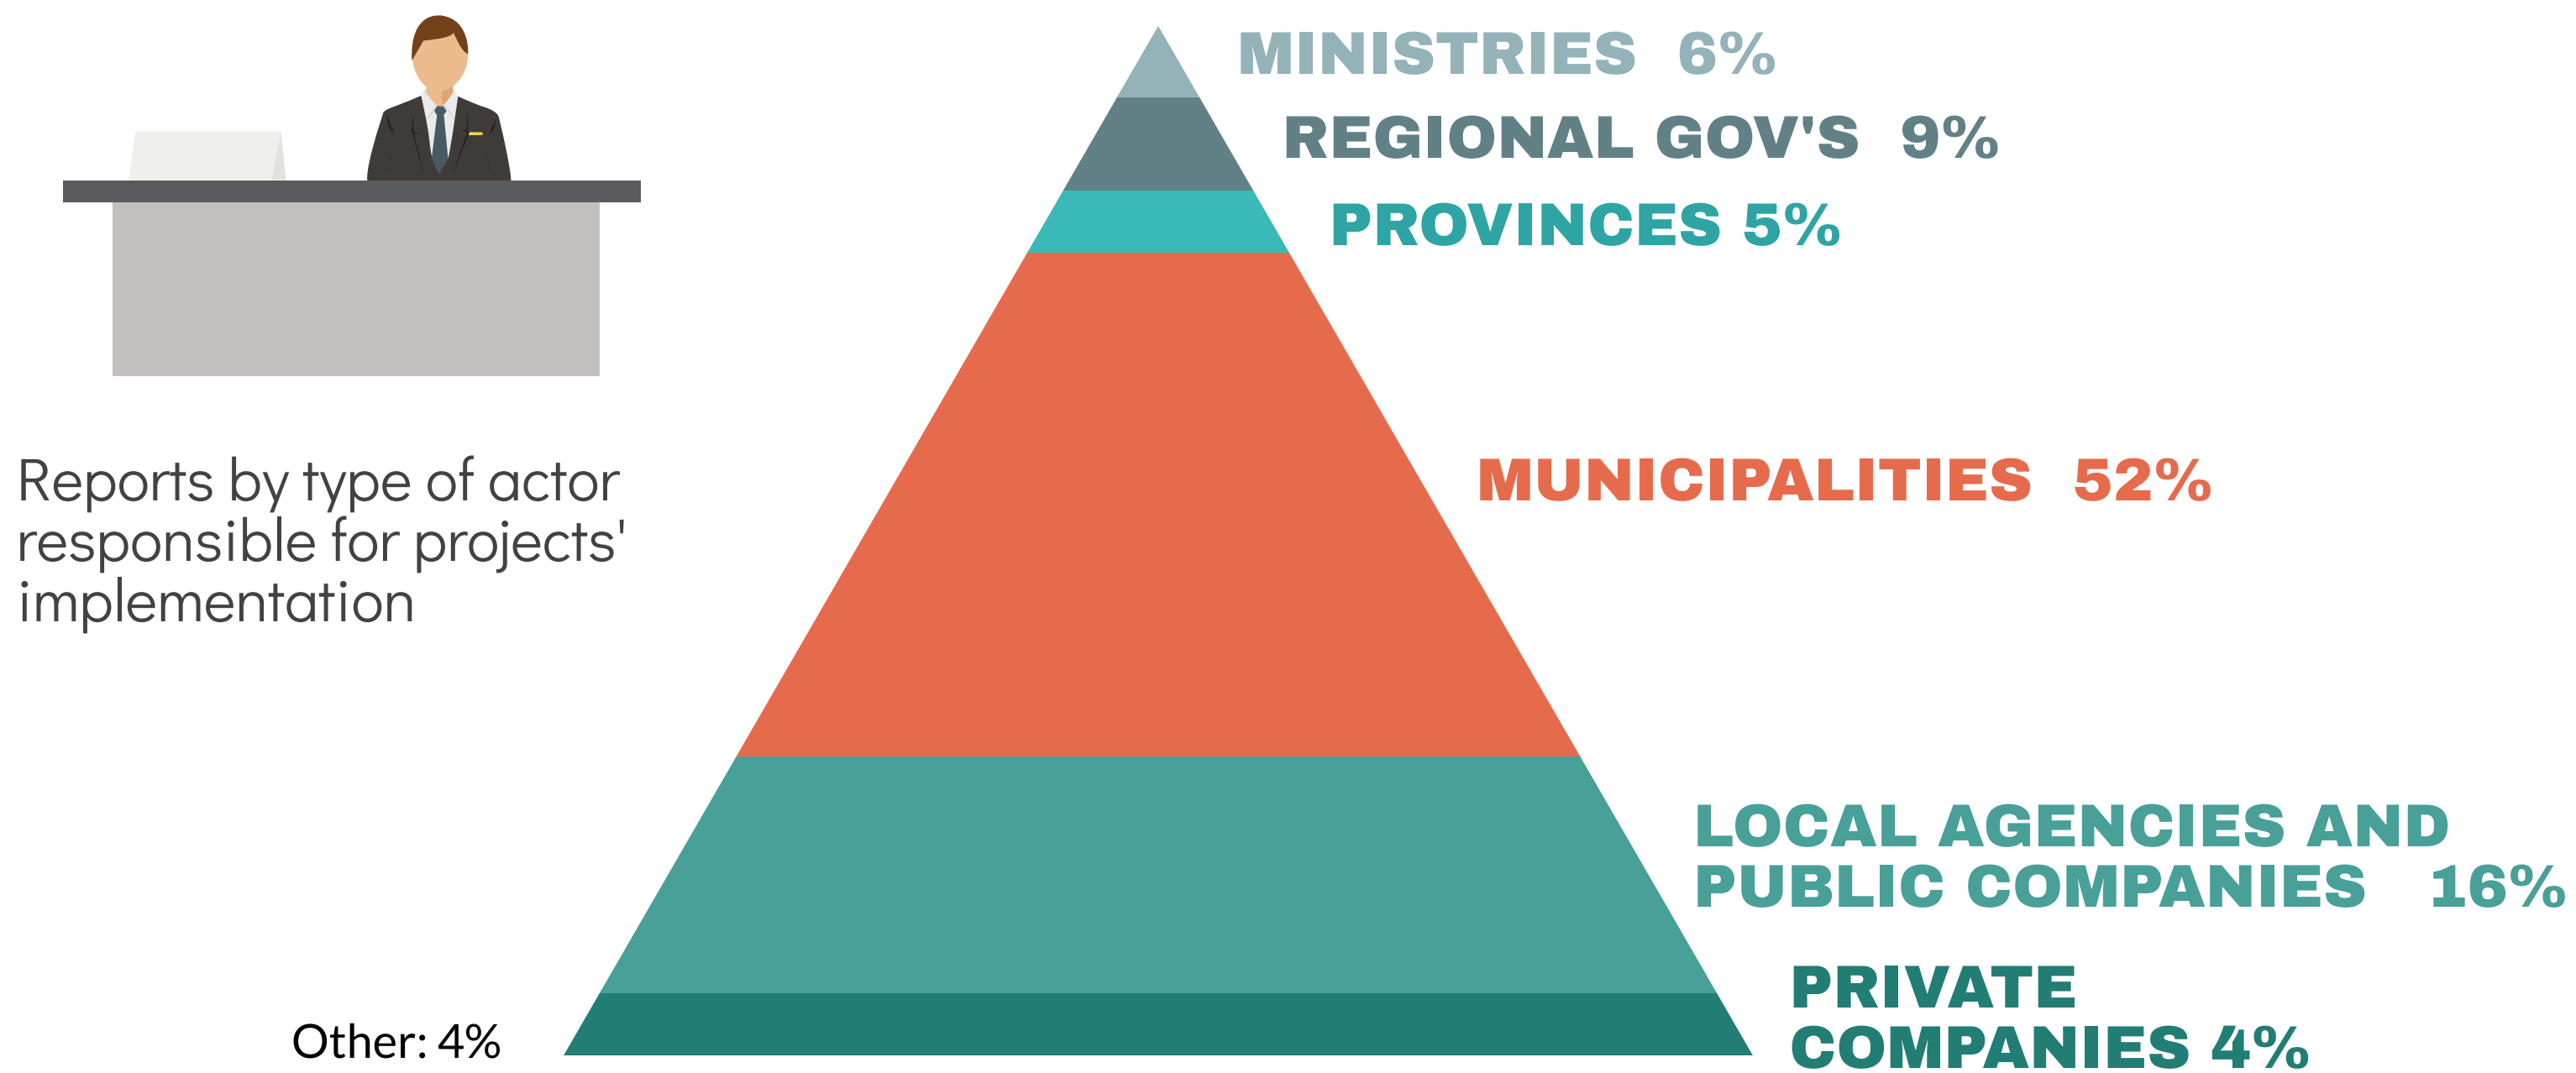 MINISTRIES 6%
REGIONAL GOV'S 9%
PROVINCES 5%
Reports by type of actor
responsible for projects'
implementation
MUNICIPALITIES 52%
LOCAL AGENCIES AND
PUBLIC COMPANIES 16%
PRIVATE
COMPANIES 4%
Other: 4%